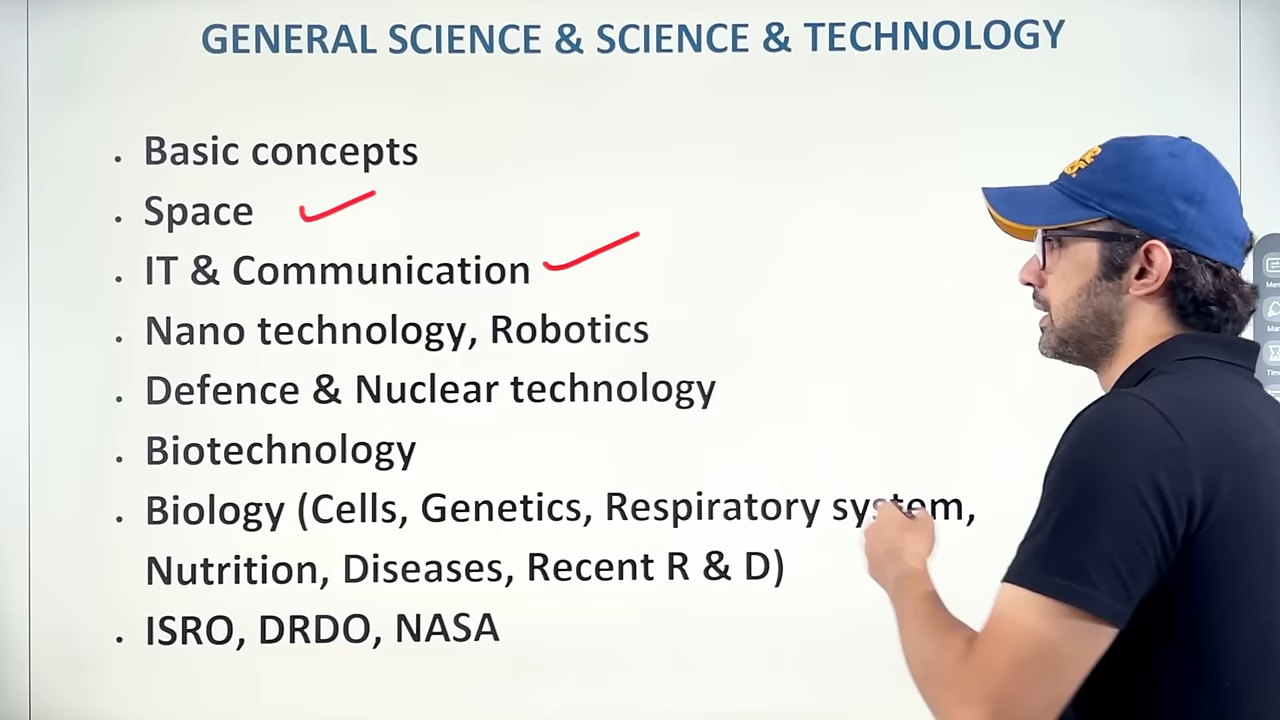 GENERAL SCIENCE & SCIENCE & TECHNOLOGY
. Basic concepts
. Space
. IT & Communication
. Nano technology, Robotics
. Defence & Nuclear technology
. Biotechnology
. Biology (Cells, Genetics, Respiratory system,
Nutrition, Diseases, Recent R & D)
. ISRO, DRDO, NASA